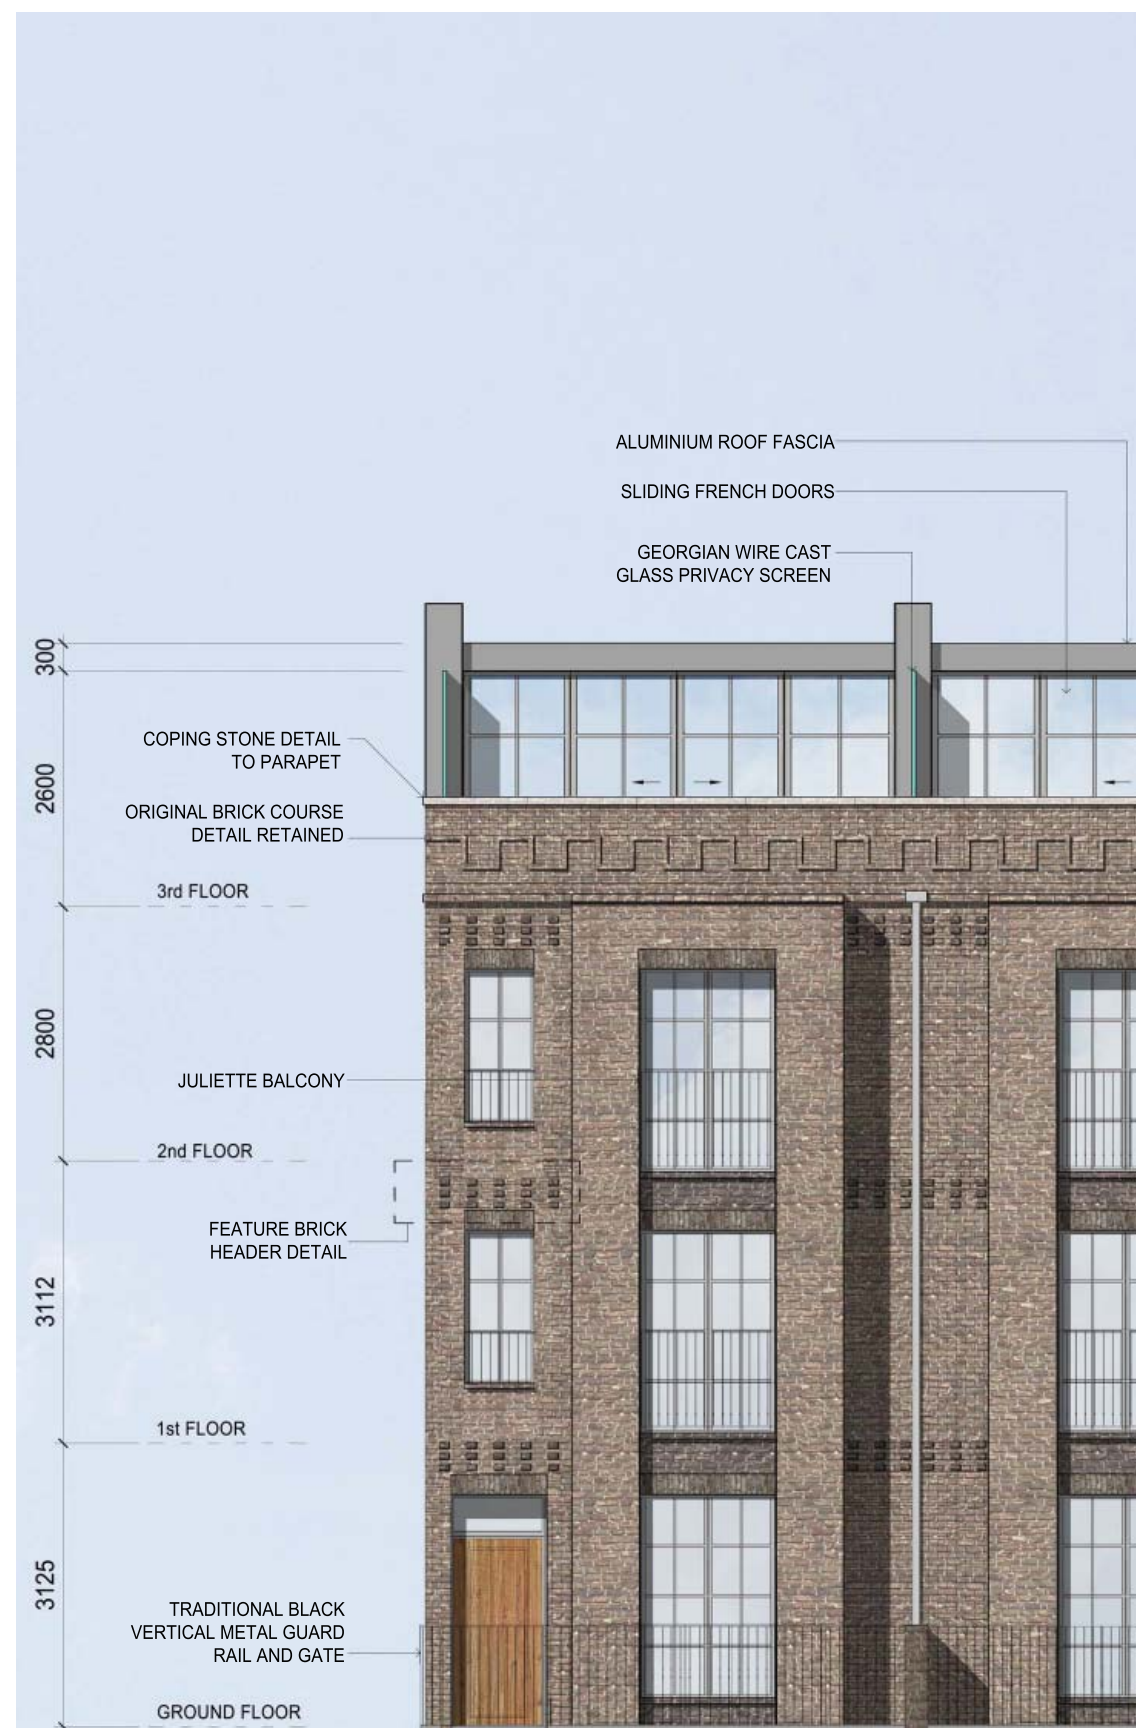 ALUMINIUM ROOF FASCIA
SLIDING FRENCH DOORS
GEORGIAN WIRE CAST
GLASS PRIVACY SCREEN
300
COPING STONE DETAIL
TO PARAPET
2600
ORIGINAL BRICK COURSE
DETAIL RETAINED
3rd FLOOR
2800
JULIETTE BALCONY
2nd FLOOR
FEATURE BRICK
HEADER DETAIL
3112
1st FLOOR
3125
TRADITIONAL BLACK
VERTICAL METAL GUARD
RAIL AND GATE
GROUND FLOOR